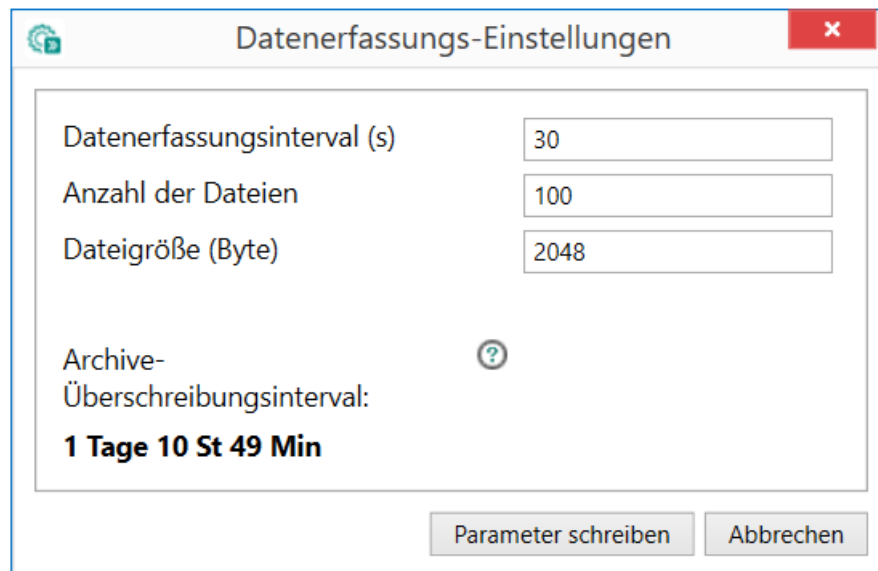 Datenerfassungs-Einstellungen
Datenerfassungsinterval (s) 30
Anzahl der Dateien 100
Dateigröße (Byte) 2048
Archive-
Überschreibungsinterval:
1 Tage 10 St 49 Min
Parameter schreiben Abbrechen